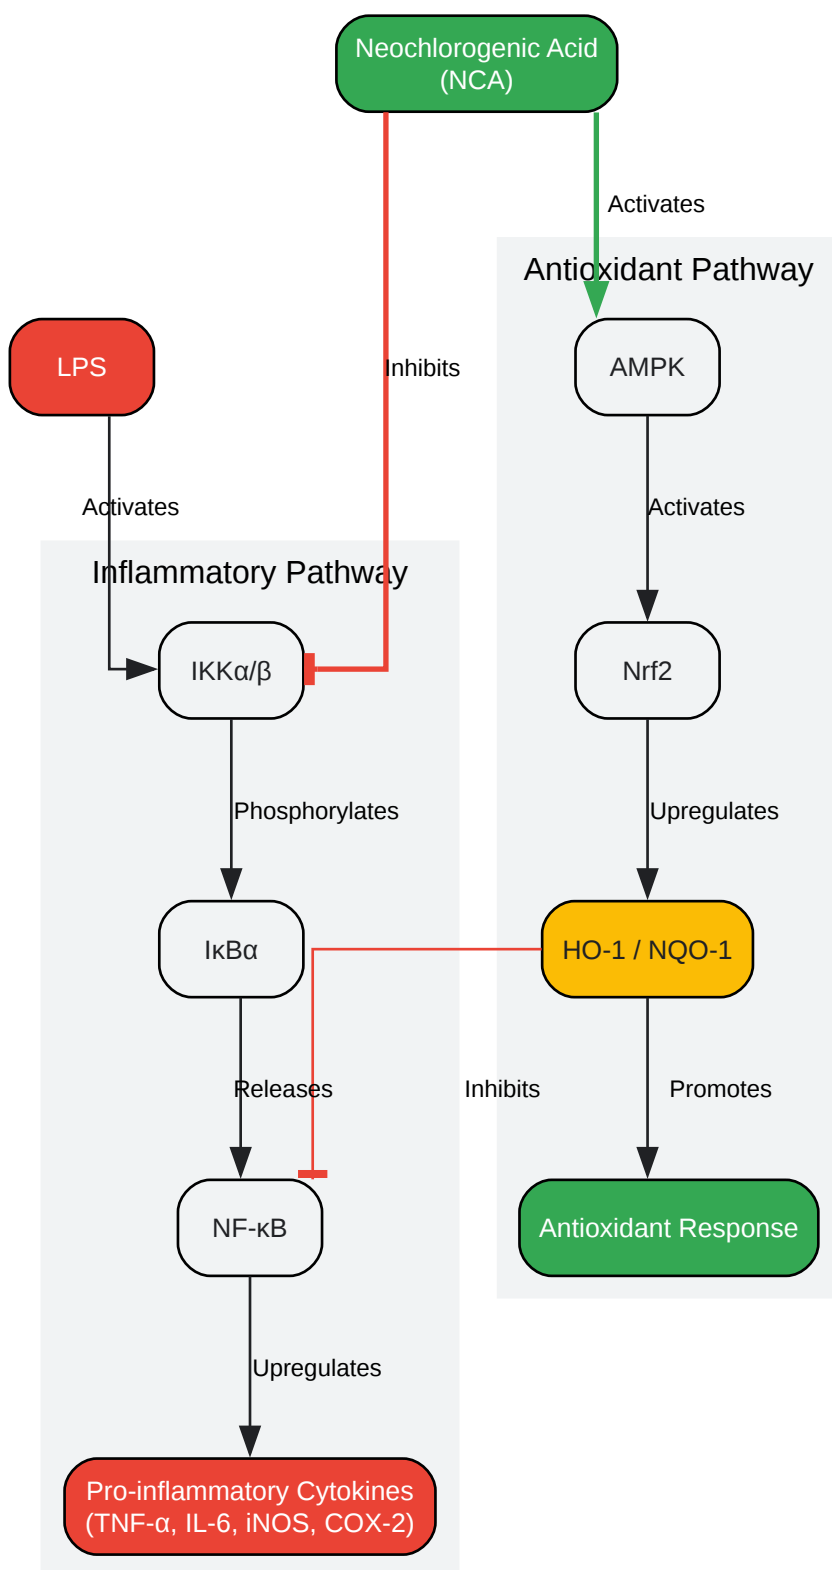 Neochlorogenic Acid
(NCA)
Activates
Antioxidant Pathway
LPS
Inhibits
AMPK
Activates
Activates
Inflammatory Pathway
IKKα/β
Nrf2
Phosphorylates
Upregulates
IκBα
HO-1 / NQO-1
Releases
Inhibits
Promotes
NF-κB
Antioxidant Response
Upregulates
Pro-inflammatory Cytokines
(TNF-α, IL-6, iNOS, COX-2)